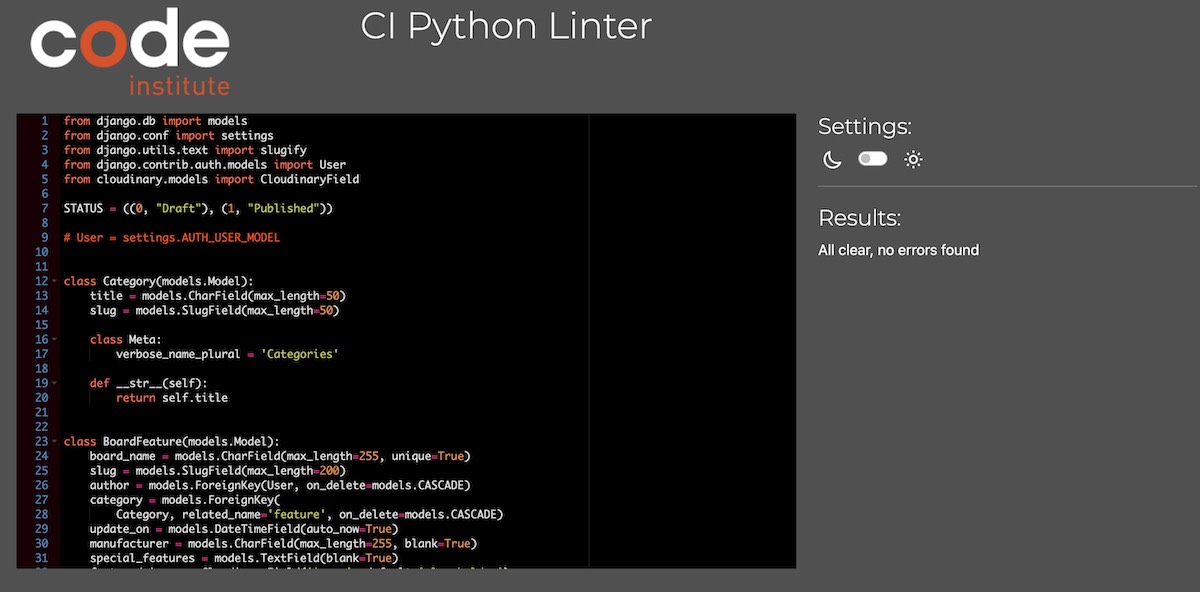 code
institute
CI Python Linter
1 from django.db import models
2 from django.conf import settings
3 from django.utils.text import slugify
4 from django.contrib.auth.models import User
5 from cloudinary.models import CloudinaryField
6
7 STATUS = ((0, "Draft"), (1, "Published"))
8
9 # User = settings.AUTH_USER_MODEL
10
11
12 class Category(models.Model):
13     title = models.CharField(max_length=50)
14     slug = models.SlugField(max_length=50)
15
16     class Meta:
17         verbose_name_plural = 'Categories'
18
19     def __str__(self):
20         return self.title
21
22
23 class BoardFeature(models.Model):
24     board_name = models.CharField(max_length=255, unique=True)
25     slug = models.SlugField(max_length=200)
26     author = models.ForeignKey(User, on_delete=models.CASCADE)
27     category = models.ForeignKey(
28         Category, related_name='feature', on_delete=models.CASCADE)
29     update_on = models.DateTimeField(auto_now=True)
30     manufacturer = models.CharField(max_length=255, blank=True)
31     special_features = models.TextField(blank=True)
Settings:
Results:
All clear, no errors found